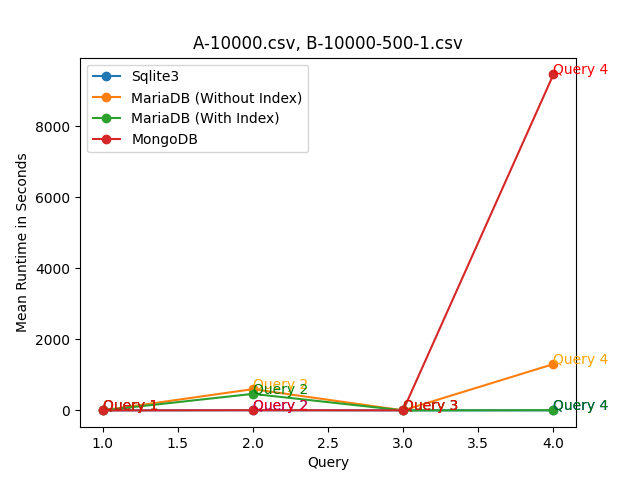 A-10000.csv, B-10000-500-1.csv
Sqlite3
MariaDB (Without Index)
MariaDB (With Index)
MongoDB
Query 4
8000
6000
4000
2000
0
Mean Runtime in Seconds
Query 4
Query 2
Query 2
Query 1
Query 2
Query 3
Query 4
1.0
1.5
2.0
2.5
3.0
3.5
4.0
Query